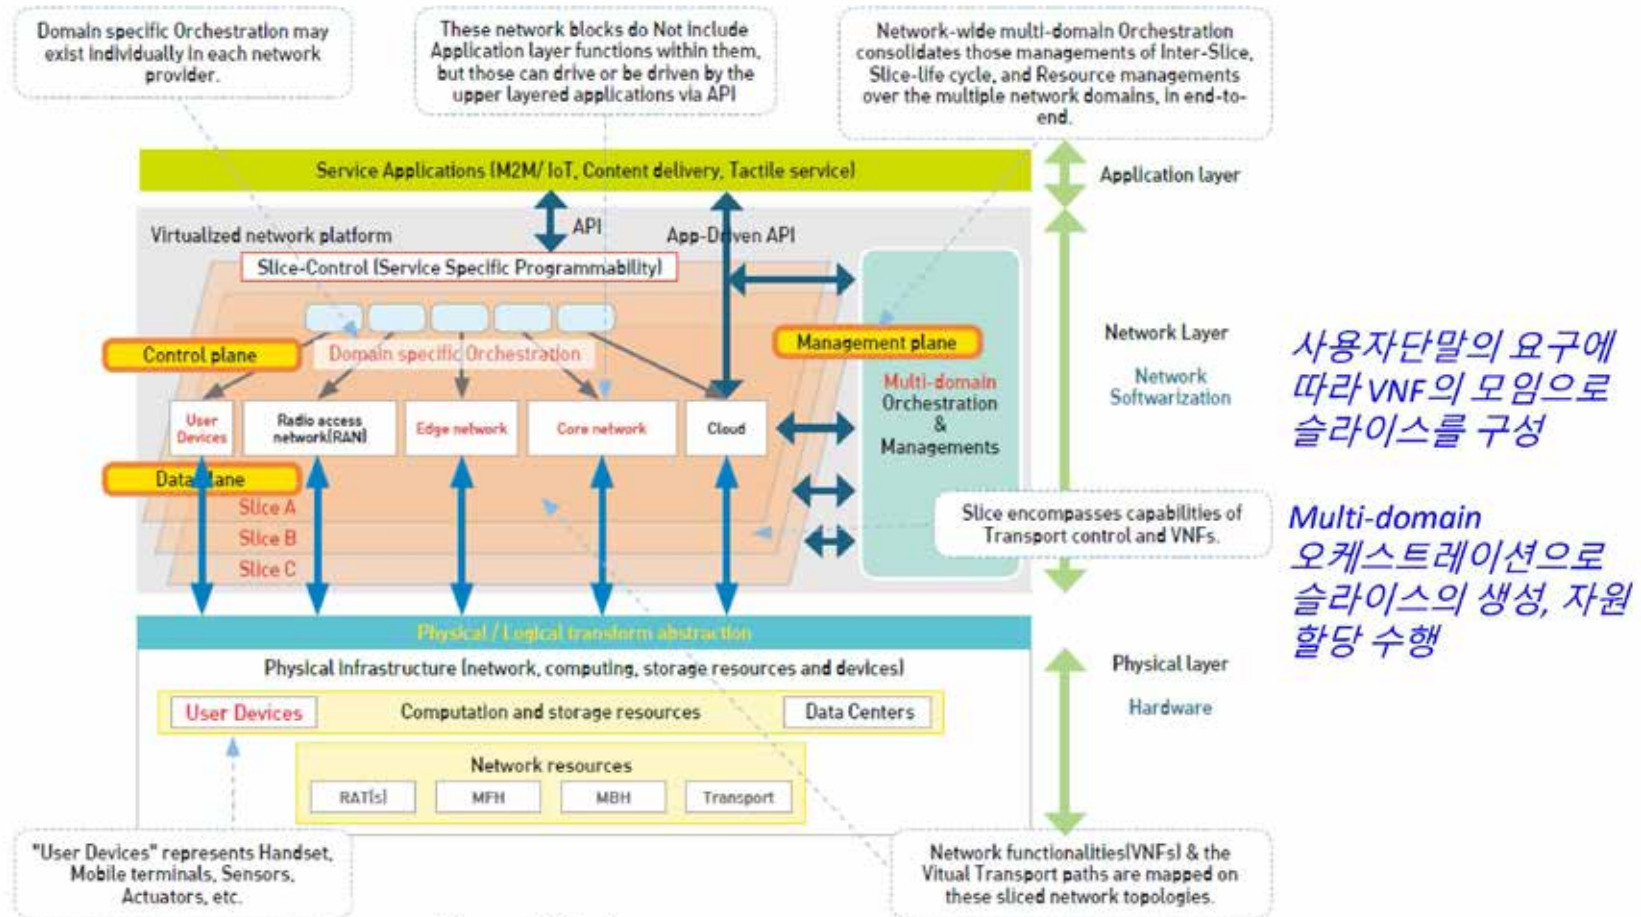 Domain specific Orchestration may
exist individually in each network
provider.
These network blocks do Not include
Application layer functions within them,
but those can drive or be driven by the
upper layered applications via API
Network-wide multi-domain Orchestration
consolidates those managements of Inter-Slice,
Slice-life cycle, and Resource managements
over the multiple network domains, in end-to-
end.
Service Applications (M2M/ IoT, Content delivery, Tactile service)
Application layer
Virtualized network platform
API
App-Driven API
Slice-Control (Service Specific Programmability)
Control plane
Domain specific Orchestration
Management plane
Network Layer
Network
Softwarization
Multi-domain
Orchestration
&
Managements
User
Devices
Radio access
network(RAN)
Edge network
Core network
Cloud
Data plane
Slice A
Slice B
Slice C
Slice encompasses capabilities of
Transport control and VNFs.
사용자단말의 요구에
따라 VNF의 모임으로
슬라이스를 구성
Multi-domain
오케스트레이션으로
슬라이스의 생성, 자원
할당 수행
Physical / Logical transform abstraction
Physical Infrastructure (network, computing, storage resources and devices)
Physical layer
Hardware
User Devices
Computation and storage resources
Data Centers
Network resources
RAT(s)
MFH
MBH
Transport
"User Devices" represents Handset,
Mobile terminals, Sensors,
Actuators, etc.
Network functionalities(VNFs) & the
Vitual Transport paths are mapped on
these sliced network topologies.